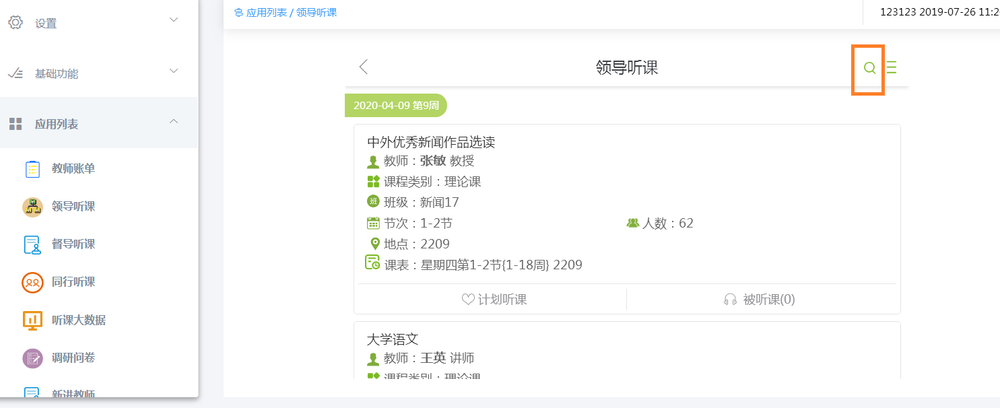 设置
基础功能
应用列表
教师账单
领导听课
督导听课
同行听课
听课大数据
调研问卷
新进教师
应用列表 / 领导听课
123123 2019-07-26 11:2
领导听课
2020-04-09 第9周
中外优秀新闻作品选读
教师：张敏 教授
课程类别：理论课
班 班级：新闻17
节次：1-2节 人数：62
地点：2209
课表：星期四第1-2节{1-18周} 2209
计划听课 被听课(0)
大学语文
教师：王英 讲师
课程类别：理论课